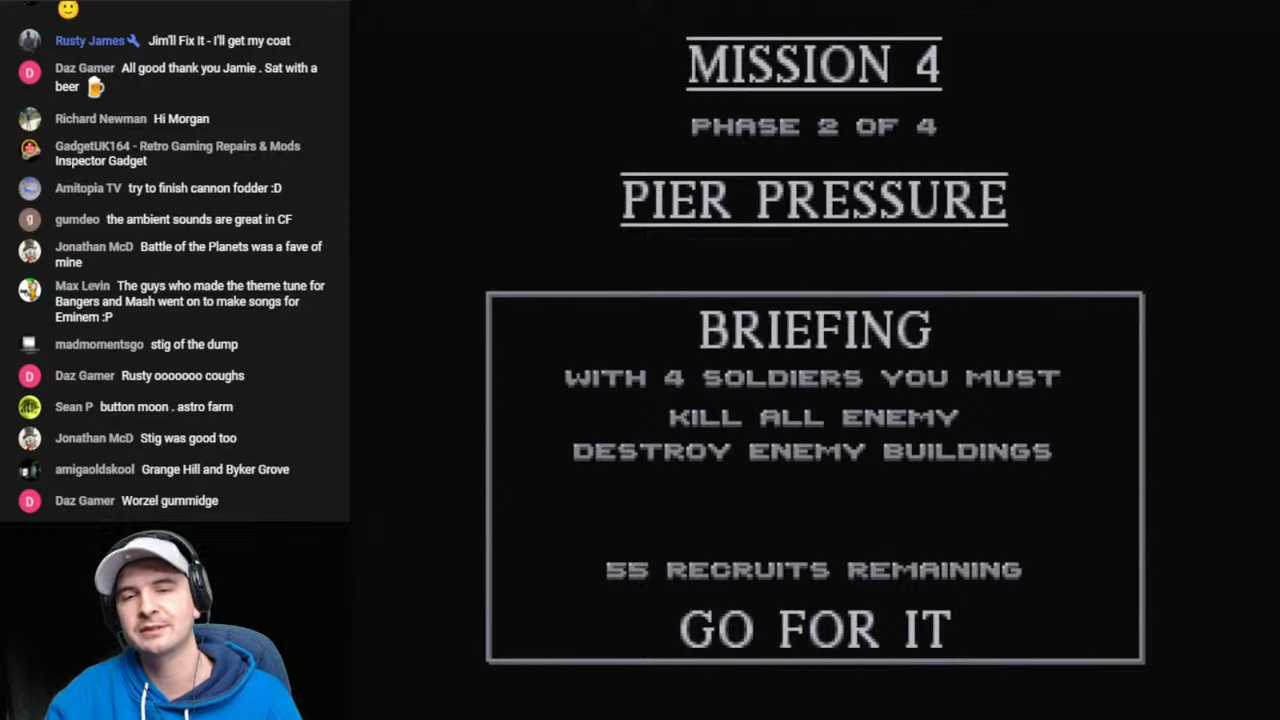 Rusty James Jim'll Fix It - I'll get my coat
D Daz Gamer All good thank you Jamie . Sat with a
beer
Richard Newman Hi Morgan
GadgetUK164 - Retro Gaming Repairs & Mods
Inspector Gadget
Amitopia TV try to finish cannon fodder :D
g gumdeo the ambient sounds are great in CF
Jonathan McD Battle of the Planets was a fave of
mine
Max Levin The guys who made the theme tune for
Bangers and Mash went on to make songs for
Eminem :P
madmomentsgo stig of the dump
D Daz Gamer Rusty ooooooo coughs
Sean P button moon . astro farm
Jonathan McD Stig was good too
amigaoldskool Grange Hill and Byker Grove
D Daz Gamer Worzel gummidge
MISSION 4
PHASE 2 OF 4
PIER PRESSURE
BRIEFING
WITH 4 SOLDIERS YOU MUST
KILL ALL ENEMY
DESTROY ENEMY BUILDINGS
55 RECRUITS REMAINING
GO FOR IT